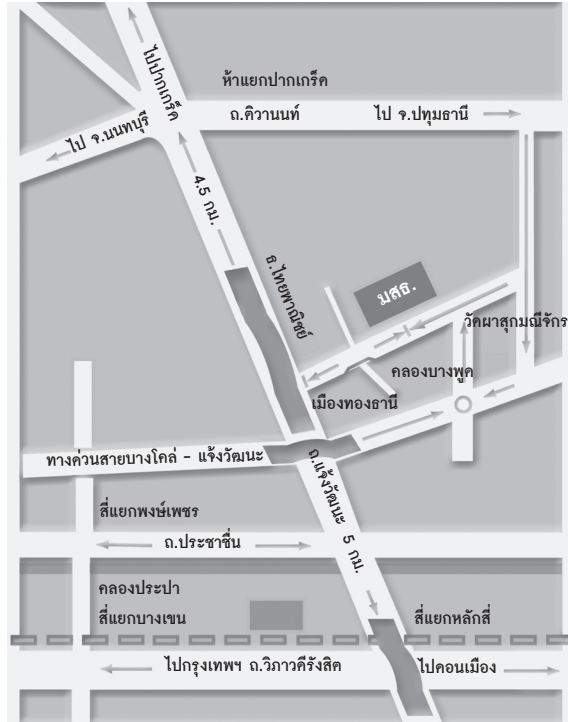 ห้าแยกปากเกร็ด
ไปปากเกร็ด
ถ.ติวานนท์
ไป จ.ปทุมธานี
ไป จ.นนทบุรี
4.5 กม.
ธ.ไทยพาณิชย์
มสธ.
วัดผาสุกมณีจักร
คลองบางพูด
เมืองทองธานี
ทางด่วนสายบางโคล่ - แจ้งวัฒนะ
ถ.แจ้งวัฒนะ 5 กม.
สี่แยกพงษ์เพชร
ถ.ประชาชื่น
คลองประปา
สี่แยกบางเขน
สี่แยกหลักสี่
ไปกรุงเทพฯ ถ.วิภาวดีรังสิต
ไปดอนเมือง